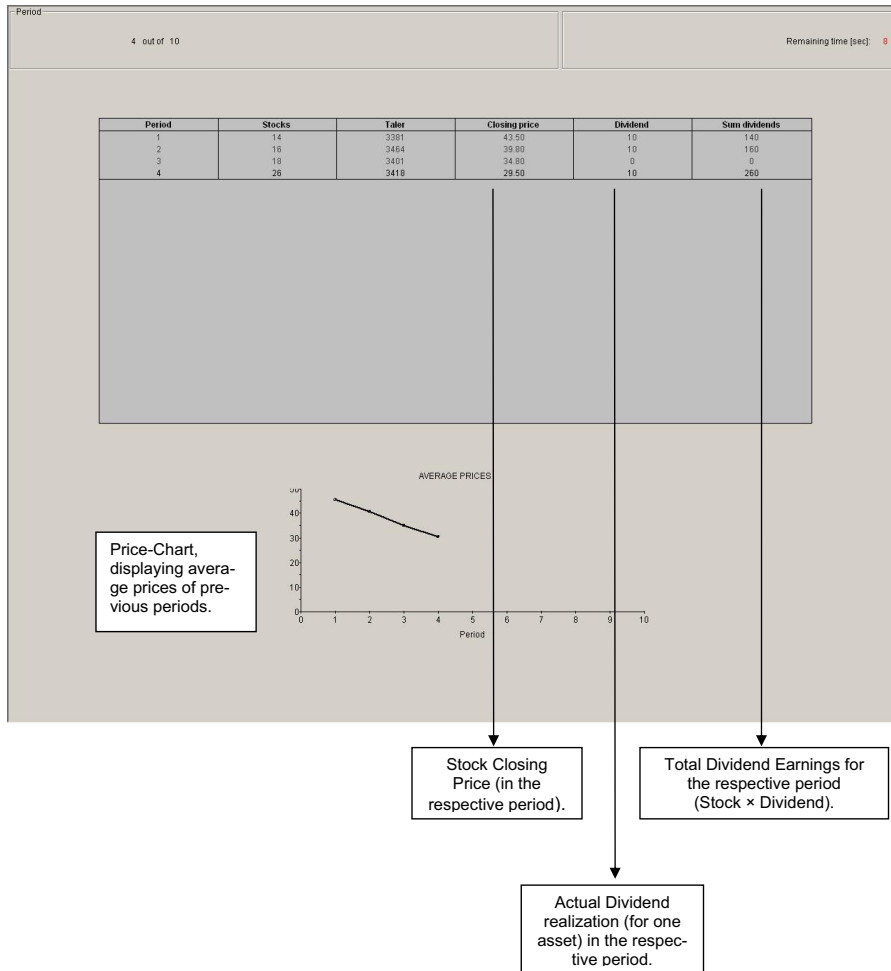 Period
4 out of 10
Remaining time [sec]: 8
Period Stocks Taler Closing price Dividend Sum dividends
1 14 3381 43.50 10 140
2 16 3464 39.80 10 160
3 18 3401 34.80 0 0
4 26 3418 29.50 10 260
AVERAGE PRICES
50
40
30
20
10
0
0 1 2 3 4 5 6 7 8 9 10
Period
Price-Chart,
displaying avera-
ge prices of pre-
vious periods.
Stock Closing
Price (in the
respective period).
Total Dividend Earnings for
the respective period
(Stock × Dividend).
Actual Dividend
realization (for one
asset) in the respec-
tive period.